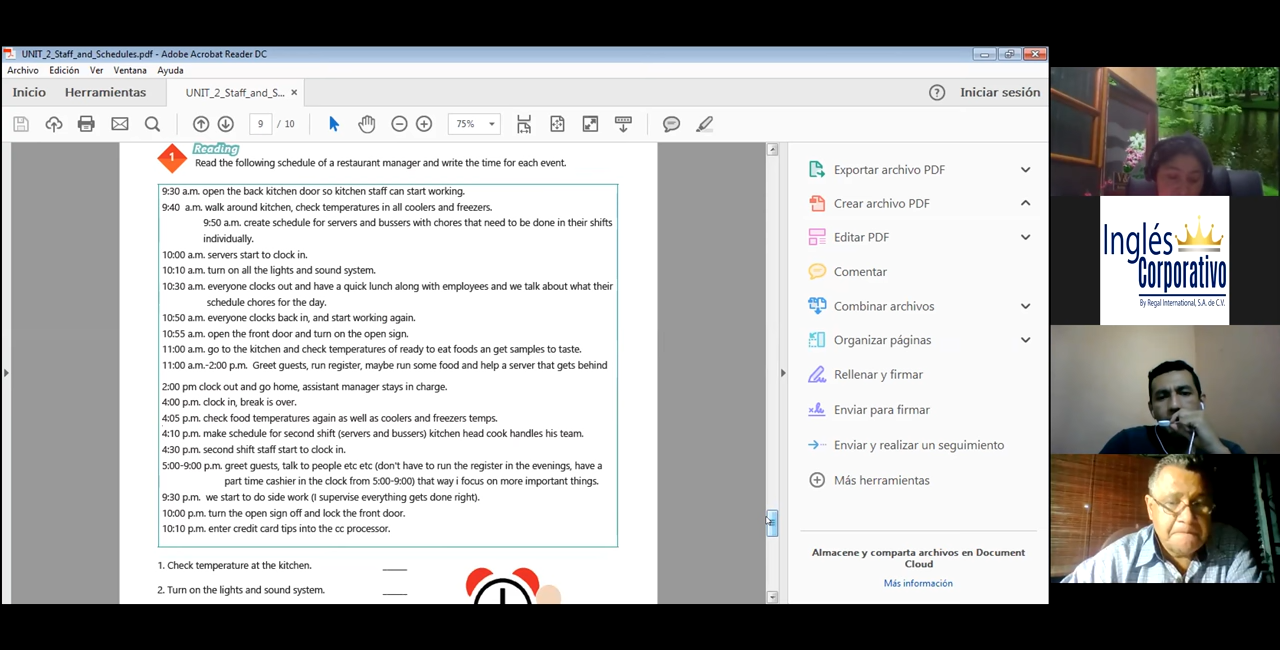 UNIT_2_Staff_and_Schedules.pdf - Adobe Acrobat Reader DC
Archivo Edición Ver Ventana Ayuda
Inicio Herramientas UNIT_2_Staff_and_S... × Iniciar sesión
9 / 10 75%
1 Reading
Read the following schedule of a restaurant manager and write the time for each event.
9:30 a.m. open the back kitchen door so kitchen staff can start working.
9:40 a.m. walk around kitchen, check temperatures in all coolers and freezers.
9:50 a.m. create schedule for servers and bussers with chores that need to be done in their shifts
individually.
10:00 a.m. servers start to clock in.
10:10 a.m. turn on all the lights and sound system.
10:30 a.m. everyone clocks out and have a quick lunch along with employees and we talk about what their
schedule chores for the day.
10:50 a.m. everyone clocks back in, and start working again.
10:55 a.m. open the front door and turn on the open sign.
11:00 a.m. go to the kitchen and check temperatures of ready to eat foods an get samples to taste.
11:00 a.m.-2:00 p.m. Greet guests, run register, maybe run some food and help a server that gets behind
2:00 pm clock out and go home, assistant manager stays in charge.
4:00 p.m. clock in, break is over.
4:05 p.m. check food temperatures again as well as coolers and freezers temps.
4:10 p.m. make schedule for second shift (servers and bussers) kitchen head cook handles his team.
4:30 p.m. second shift staff start to clock in.
5:00-9:00 p.m. greet guests, talk to people etc etc (don't have to run the register in the evenings, have a
part time cashier in the clock from 5:00-9:00) that way i focus on more important things.
9:30 p.m. we start to do side work (I supervise everything gets done right).
10:00 p.m. turn the open sign off and lock the front door.
10:10 p.m. enter credit card tips into the cc processor.
1. Check temperature at the kitchen. _____
2. Turn on the lights and sound system. _____
Exportar archivo PDF
Crear archivo PDF
Editar PDF
Comentar
Combinar archivos
Organizar páginas
Rellenar y firmar
Enviar para firmar
Enviar y realizar un seguimiento
Más herramientas
Almacene y comparta archivos en Document
Cloud
Más información
Inglés
Corporativo
By Regal International, S.A. de C.V.